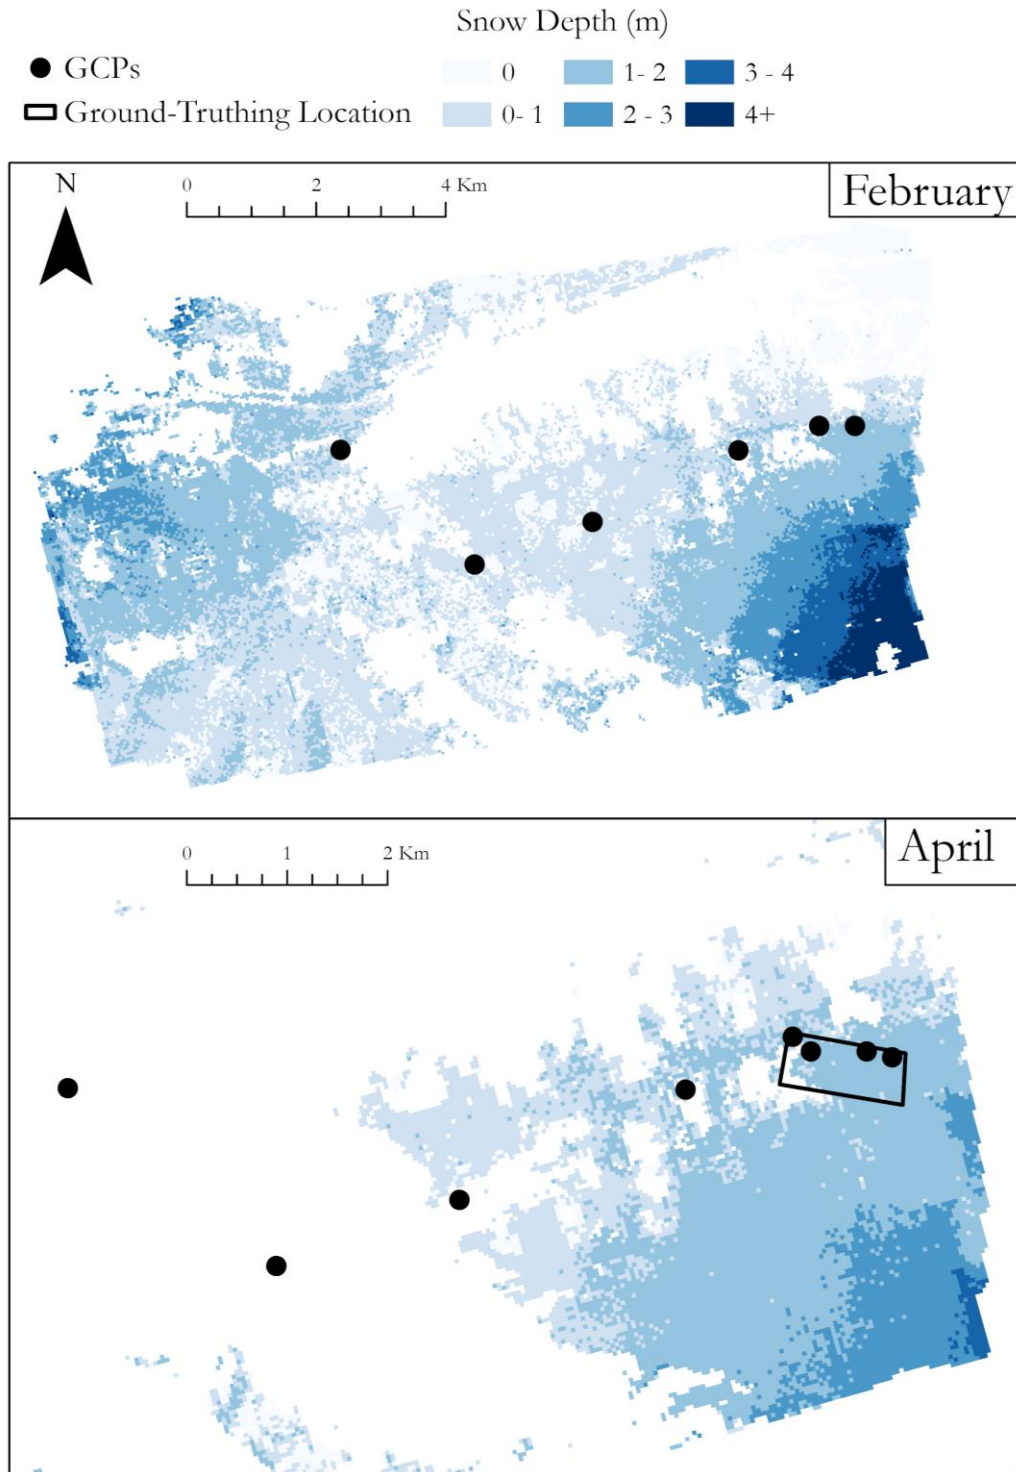 Snow Depth (m)
GCPs
Ground-Truthing Location
0
1- 2
3 - 4
0- 1
2 - 3
4+
February
N
0 2 4 Km
April
0 1 2 Km